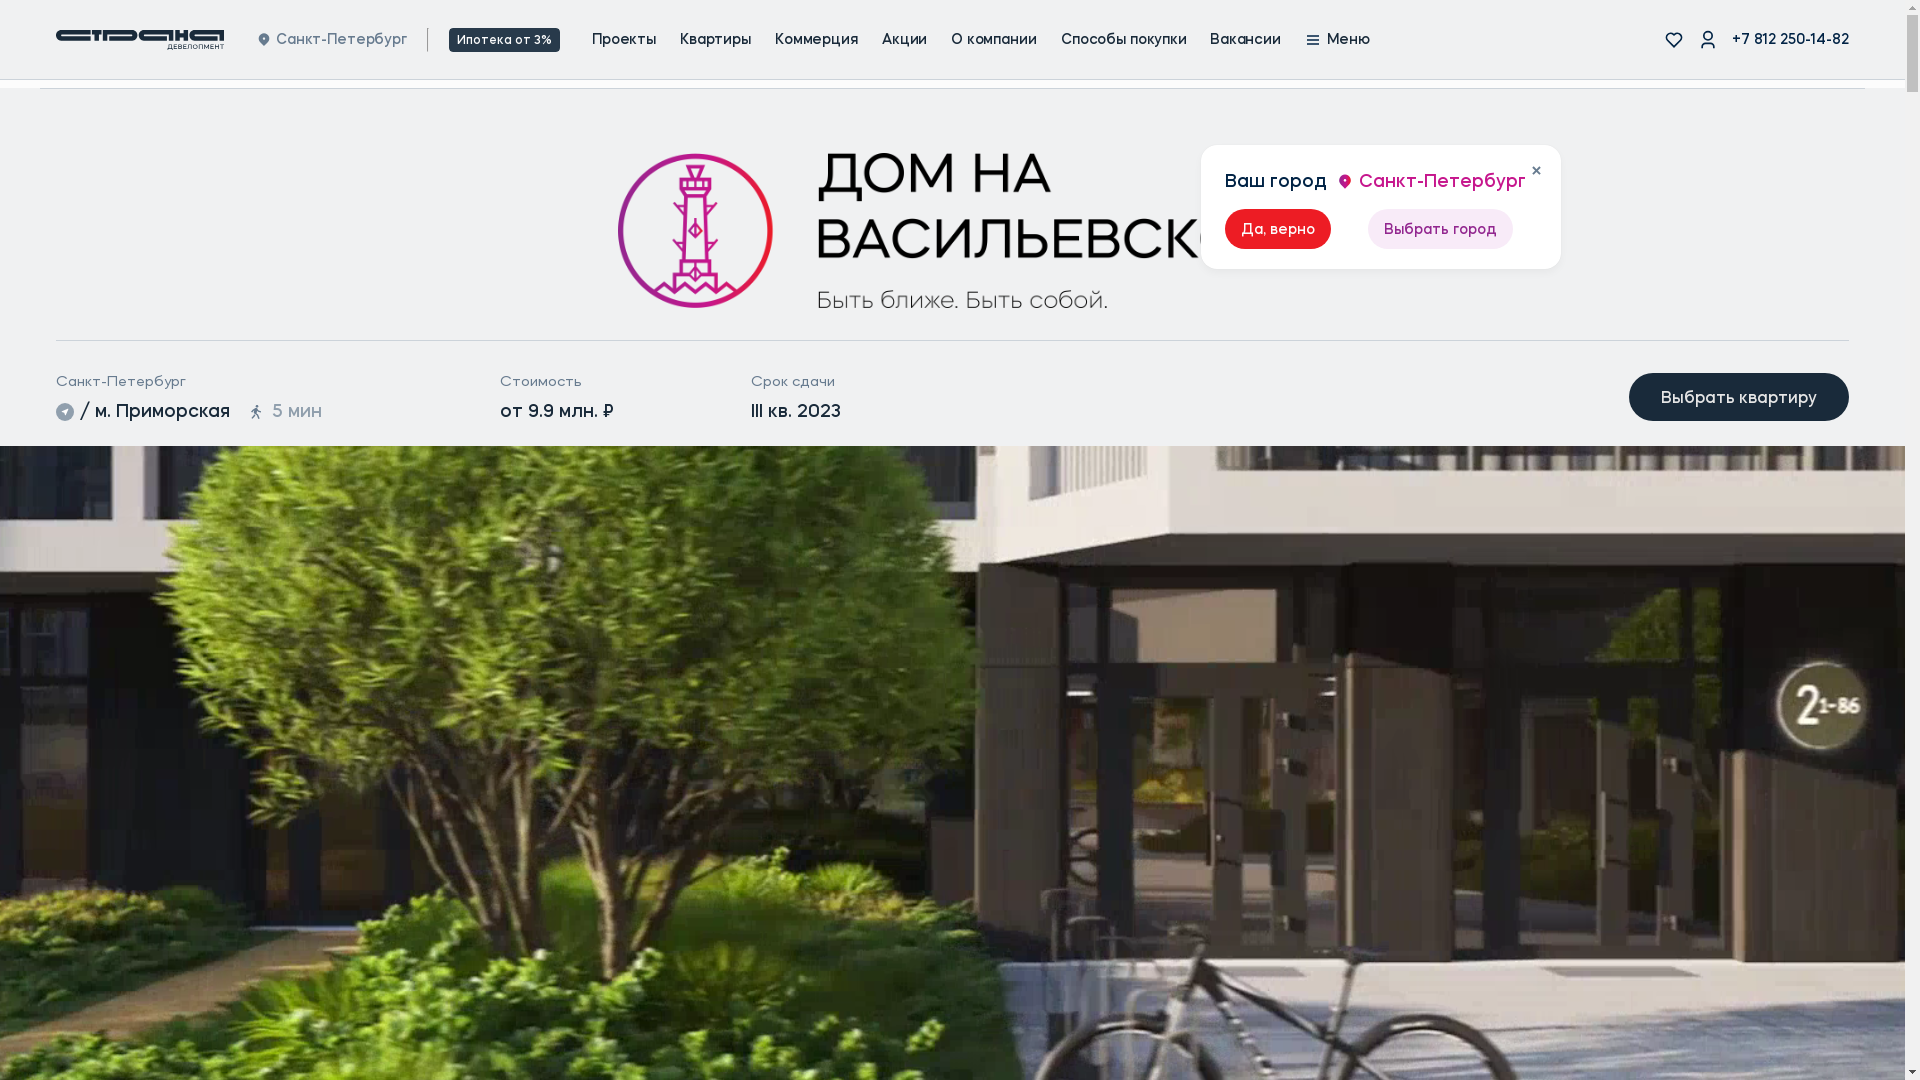 страна
ДЕВЕЛОПМЕНТ
Санкт-Петербург
Ипотека от 3%
Проекты
Квартиры
Коммерция
Акции
О компании
Способы покупки
Вакансии
Меню
+7 812 250-14-82
ДОМ НА
ВАСИЛЬЕВСК
Быть ближе. Быть собой.
Ваш город
Санкт-Петербург
Да, верно
Выбрать город
Санкт-Петербург
/ м. Приморская
5 мин
Стоимость
от 9.9 млн. ₽
Срок сдачи
III кв. 2023
Выбрать квартиру
2 1-86